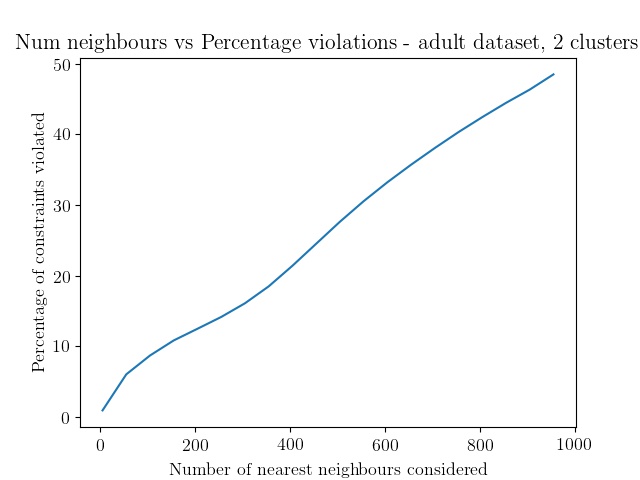 Num neighbours vs Percentage violations - adult dataset, 2 clusters
50
40
30
20
10
0
Percentage of constraints violated
0 200 400 600 800 1000
Number of nearest neighbours considered